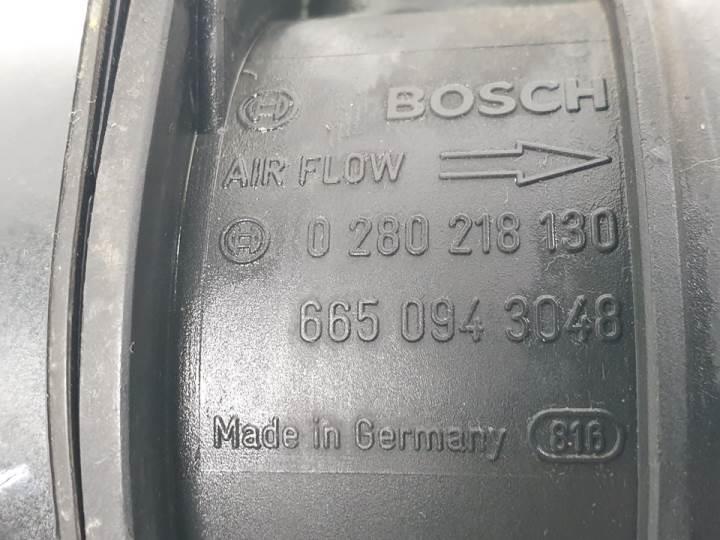 BOSCH
AIR FLOW
0 280 218 130
665 094 3048
Made in Germany 816